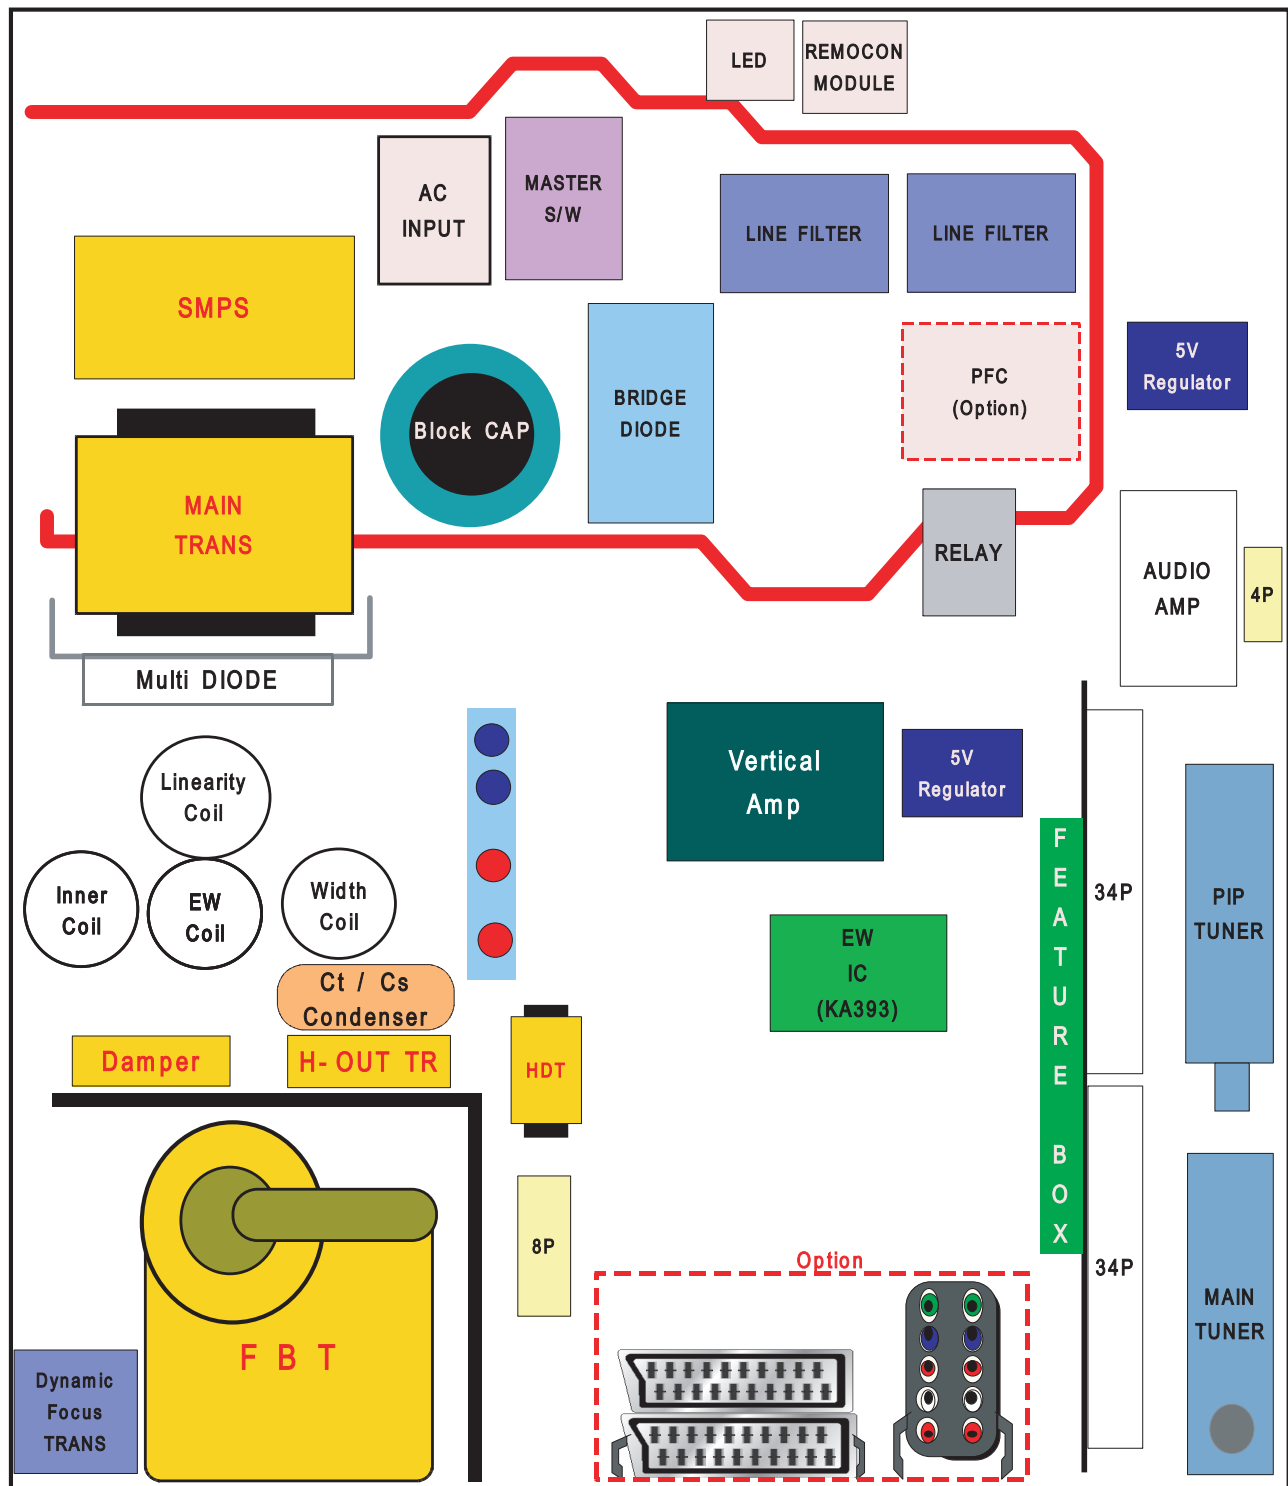 LED
REMOCON
MODULE
AC
INPUT
MASTER
S/W
LINE FILTER
LINE FILTER
SMPS
5V
Regulator
PFC
(Option)
BRIDGE
DIODE
Block CAP
MAIN
TRANS
RELAY
AUDIO
AMP
4P
Multi DIODE
Vertical
Amp
5V
Regulator
Linearity
Coil
Inner
Coil
EW
Coil
Width
Coil
FEATURE BOX
34P
PIP
TUNER
EW
IC
(KA393)
Ct / Cs
Condenser
Damper
H- OUT TR
HDT
8P
Option
34P
MAIN
TUNER
F B T
Dynamic
Focus
TRANS